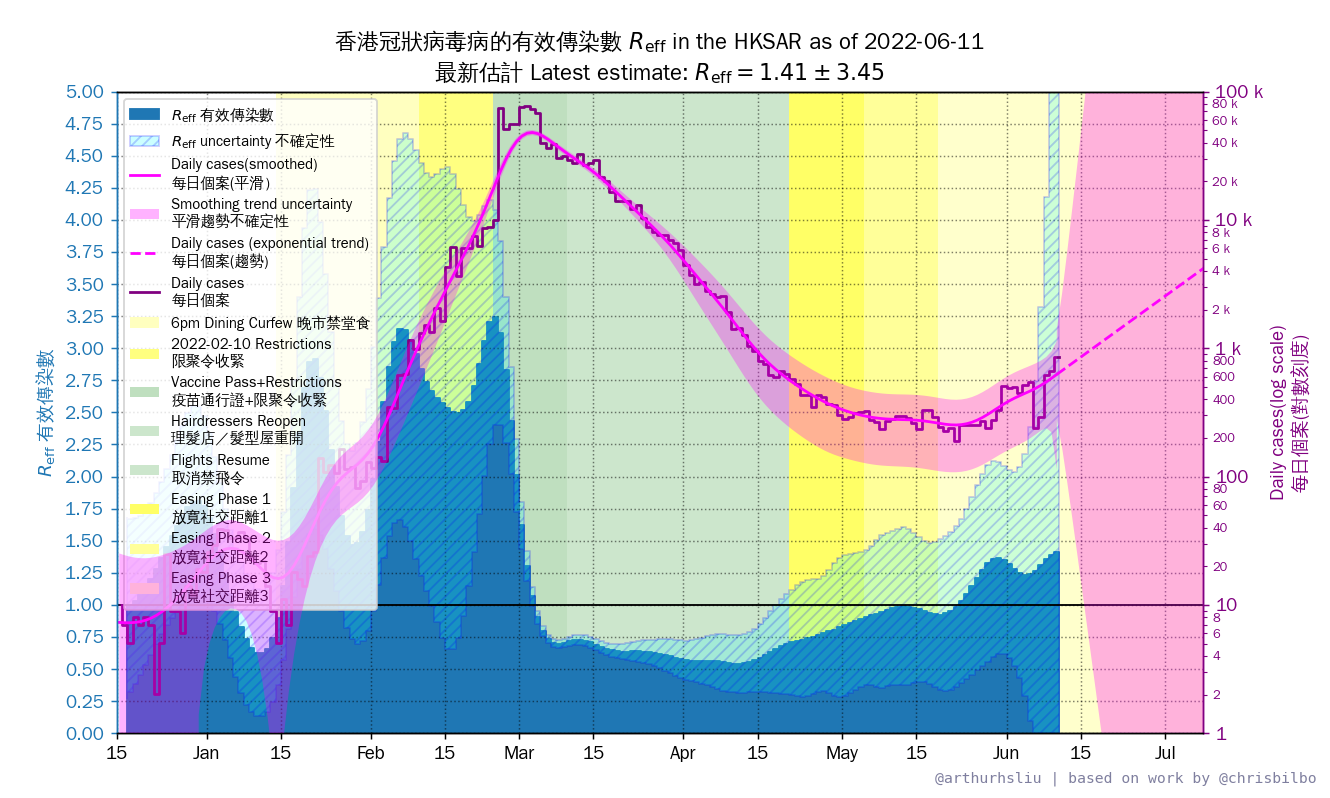 香港冠狀病毒病的有效傳染數 Reff in the HKSAR as of 2022-06-11
最新估計 Latest estimate: Reff = 1.41 ± 3.45
Reff 有效傳染數
5.00
4.75
4.50
4.25
4.00
3.75
3.50
3.25
3.00
2.75
2.50
2.25
2.00
1.75
1.50
1.25
1.00
0.75
0.50
0.25
0.00
Reff 有效傳染數
Reff uncertainty 不確定性
Daily cases(smoothed)
每日個案(平滑)
Smoothing trend uncertainty
平滑趨勢不確定性
Daily cases (exponential trend)
每日個案(趨勢)
Daily cases
每日個案
6pm Dining Curfew 晚市禁堂食
2022-02-10 Restrictions
限聚令收緊
Vaccine Pass+Restrictions
疫苗通行證+限聚令收緊
Hairdressers Reopen
理髮店／髮型屋重開
Flights Resume
取消禁飛令
Easing Phase 1
放寬社交距離1
Easing Phase 2
放寬社交距離2
Easing Phase 3
放寬社交距離3
100 k
80 k
60 k
40 k
20 k
10 k
8 k
6 k
4 k
2 k
1 k
800
600
400
200
100
80
60
40
20
10
8
6
4
2
1
Daily cases(log scale)
每日個案(對數刻度)
15 Jan 15 Feb 15 Mar 15 Apr 15 May 15 Jun 15 Jul
@arthurhsliu | based on work by @chrisbilbo